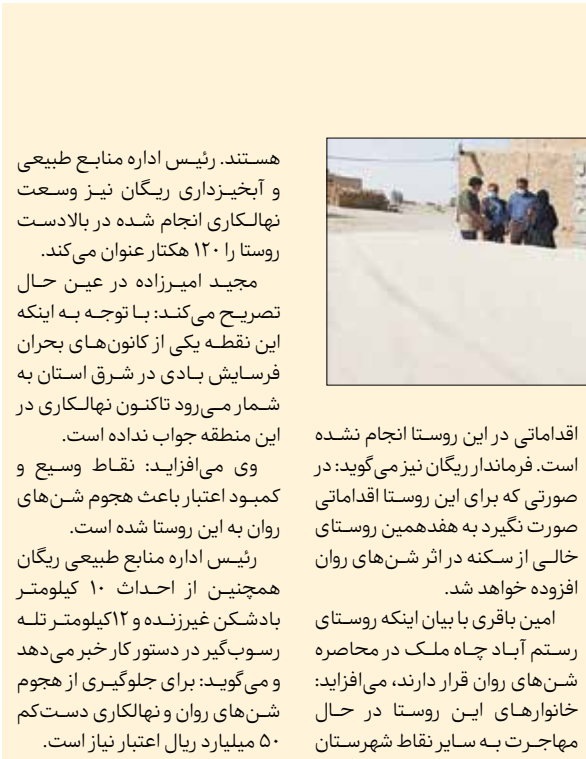 اقداماتی در این روستا انجام نشده
است. فرماندار ریگان نیز می‌گوید: در
صورتی که برای این روستا اقداماتی
صورت نگیرد به هفدهمین روستای
خالی از سکنه در اثر شن‌های روان
افزوده خواهد شد.
امین باقری با بیان اینکه روستای
رستم آباد چاه ملک در محاصره
شن‌های روان قرار دارند، می‌افزاید:
خانوارهای این روستا در حال
مهاجرت به سایر نقاط شهرستان
هستند. رئیس اداره منابع طبیعی
و آبخیزداری ریگان نیز وسعت
نهالکاری انجام شده در بالادست
روستا را ۱۲۰ هکتار عنوان می‌کند.
مجید امیرزاده در عین حال
تصریح می‌کند: با توجه به اینکه
این نقطه یکی از کانون‌های بحران
فرسایش بادی در شرق استان به
شمار می‌رود تاکنون نهالکاری در
این منطقه جواب نداده است.
وی می‌افزاید: نقاط وسیع و
کمبود اعتبار باعث هجوم شن‌های
روان به این روستا شده است.
رئیس اداره منابع طبیعی ریگان
همچنین از احداث ۱۰ کیلومتر
بادشکن غیرزنده و ۱۲کیلومتر تله
رسوب‌گیر در دستور کار خبر می‌دهد
و می‌گوید: برای جلوگیری از هجوم
شن‌های روان و نهالکاری دست‌کم
۵۰ میلیارد ریال اعتبار نیاز است.